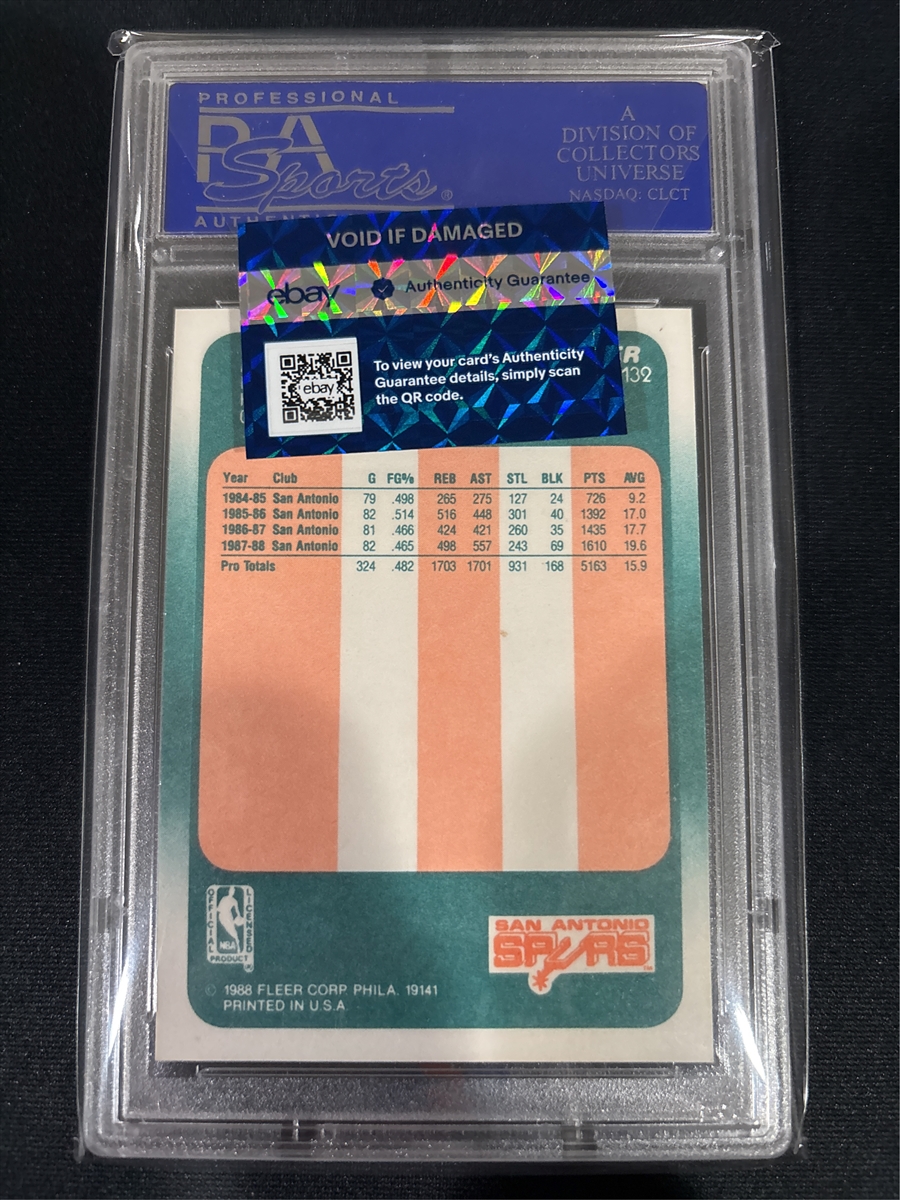 PROFESSIONAL
PSA
Sports®
A
DIVISION OF
COLLECTORS
UNIVERSE
NASDAQ: CLCT
VOID IF DAMAGED
ebay Authenticity Guarantee
ebay
To view your card's Authenticity
Guarantee details, simply scan
the QR code.
132
Year Club G FG% REB AST STL BLK PTS AVG
1984-85 San Antonio 79 .498 265 275 127 24 726 9.2
1985-86 San Antonio 82 .514 516 448 301 40 1392 17.0
1986-87 San Antonio 81 .466 424 421 260 35 1435 17.7
1987-88 San Antonio 82 .465 498 557 243 69 1610 19.6
Pro Totals 324 .482 1703 1701 931 168 5163 15.9
OFFICIAL
LICENSED
NBA
PRODUCT
SAN ANTONIO
SPURS
© 1988 FLEER CORP. PHILA. 19141
PRINTED IN U.S.A.